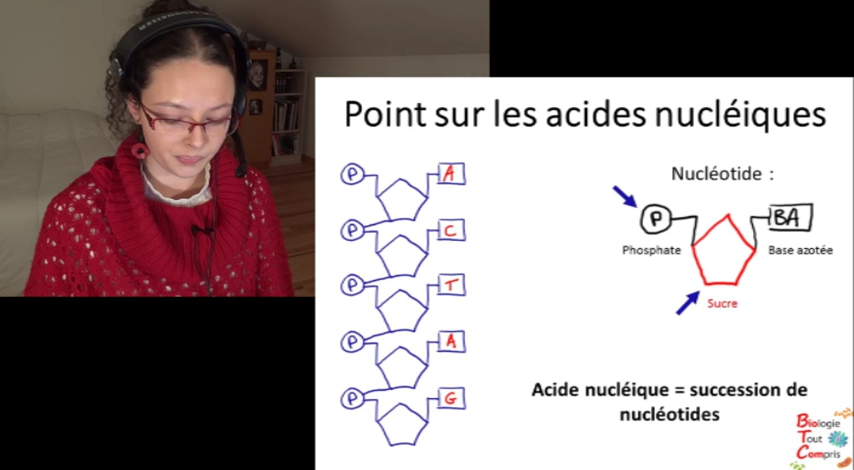 Point sur les acides nucléiques
P A
P C
P T
P A
P G
Nucléotide :
P BA
Phosphate Base azotée
Sucre
Acide nucléique = succession de
nucléotides
Biologie
Tout
Compris